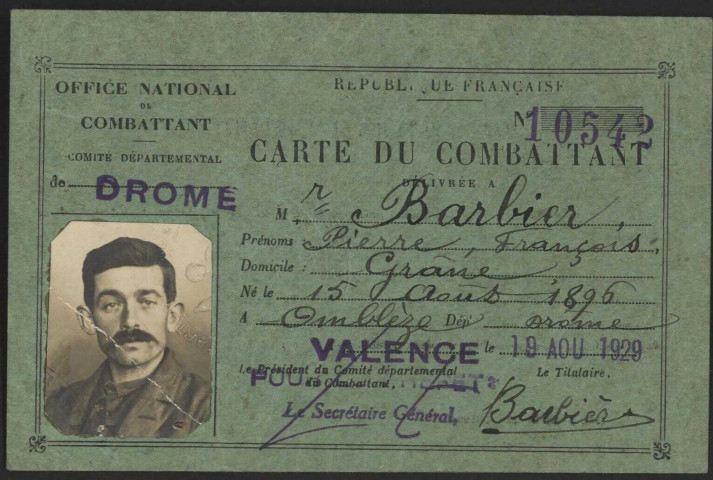 OFFICE NATIONAL
DU
COMBATTANT
COMITÉ DÉPARTEMENTAL
de DROME
RÉPUBLIQUE FRANÇAISE
N 10542
CARTE DU COMBATTANT
DÉLIVRÉE A
M r Barbier,
Prénoms Pierre, François.
Domicile : Grâne
Né le 15 Août 1896
A Omblèze Dépt Drôme
VALENCE le 19 AOU 1929
Le Président du Comité départemental
du Combattant,
POUR
Le Titulaire,
Le Secrétaire Général,
Barbier